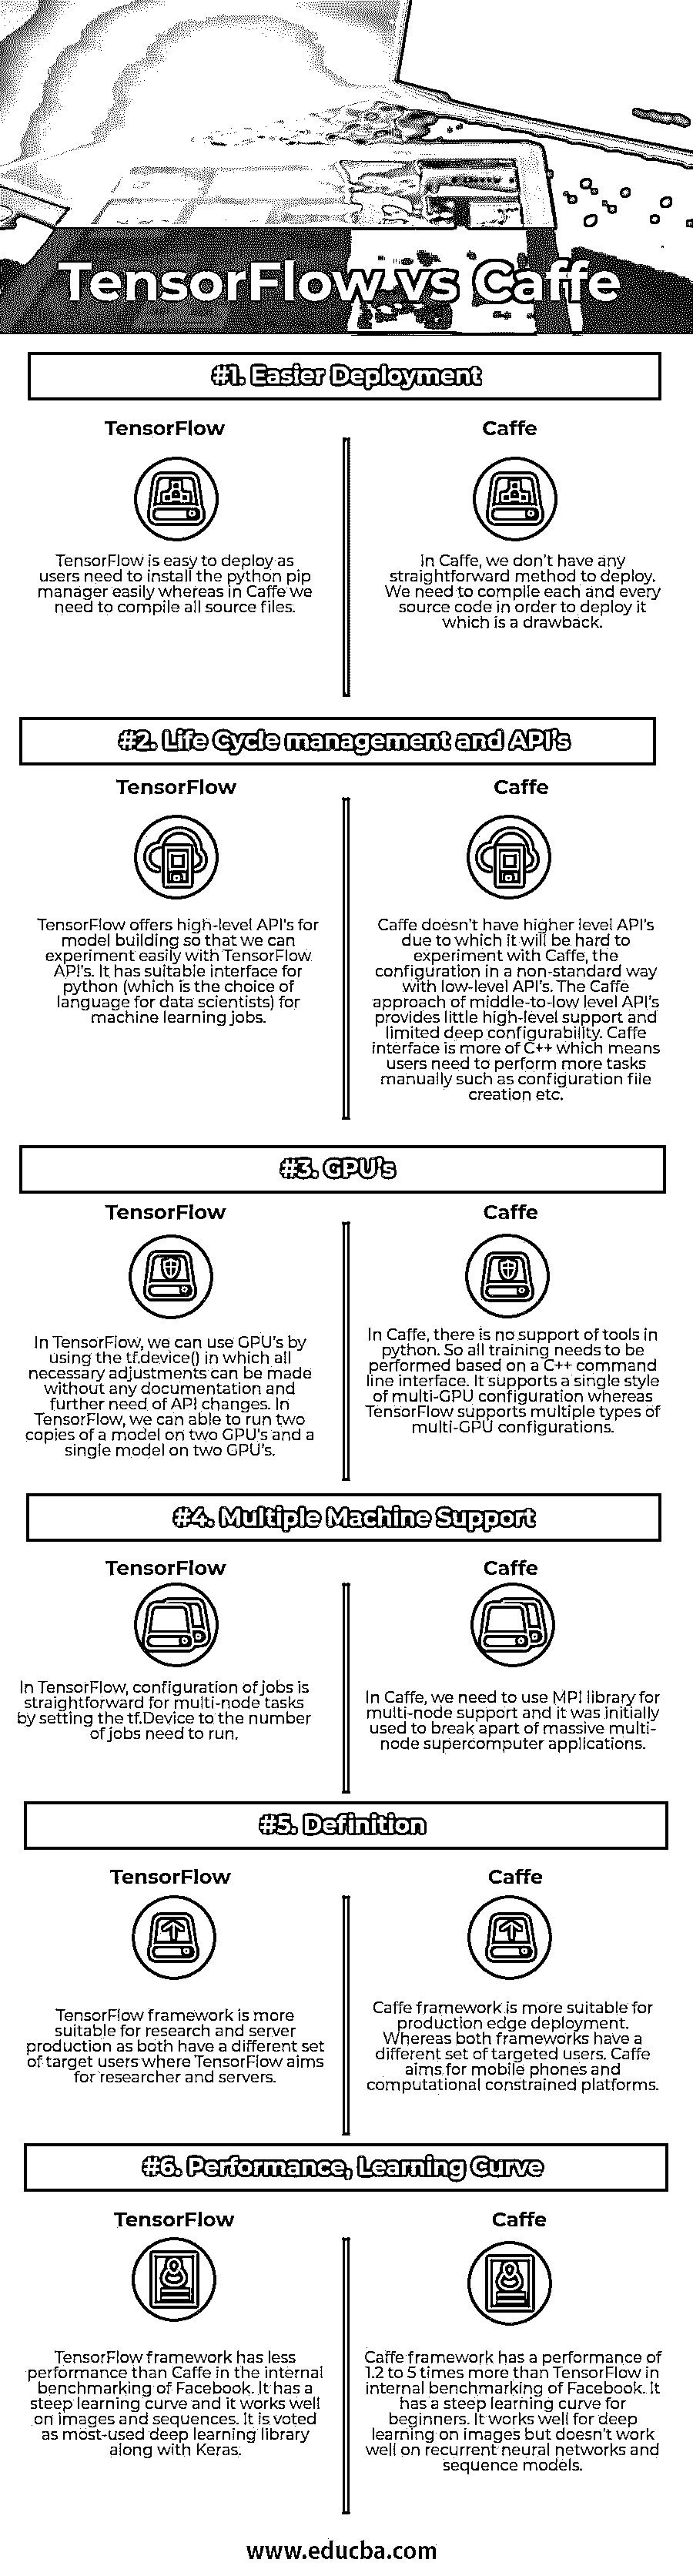 TensorFlow vs Caffe
#1. Easier Deployment
TensorFlow
TensorFlow is easy to deploy as
users need to install the python pip
manager easily whereas in Caffe we
need to compile all source files.
Caffe
In Caffe, we don't have any
straightforward method to deploy.
We need to compile each and every
source code in order to deploy it
which is a drawback.
#2. Life Cycle management and API's
TensorFlow
TensorFlow offers high-level API's for
model building so that we can
experiment easily with TensorFlow
API's. It has suitable interface for
python (which is the choice of
language for data scientists) for
machine learning jobs.
Caffe
Caffe doesn't have higher level API's
due to which it will be hard to
experiment with Caffe, the
configuration in a non-standard way
with low-level API's. The Caffe
approach of middle-to-low level API's
provides little high-level support and
limited deep configurability. Caffe
interface is more of C++ which means
users need to perform more tasks
manually such as configuration file
creation etc.
#3. GPU's
TensorFlow
In TensorFlow, we can use GPU's by
using the tf.device() in which all
necessary adjustments can be made
without any documentation and
further need of API changes. In
TensorFlow, we can able to run two
copies of a model on two GPU's and a
single model on two GPU's.
Caffe
In Caffe, there is no support of tools in
python. So all training needs to be
performed based on a C++ command
line interface. It supports a single style
of multi-GPU configuration whereas
TensorFlow supports multiple types of
multi-GPU configurations.
#4. Multiple Machine Support
TensorFlow
In TensorFlow, configuration of jobs is
straightforward for multi-node tasks
by setting the tf.Device to the number
of jobs need to run.
Caffe
In Caffe, we need to use MPI library for
multi-node support and it was initially
used to break apart of massive multi-
node supercomputer applications.
#5. Definition
TensorFlow
TensorFlow framework is more
suitable for research and server
production as both have a different set
of target users where TensorFlow aims
for researcher and servers.
Caffe
Caffe framework is more suitable for
production edge deployment.
Whereas both frameworks have a
different set of targeted users. Caffe
aims for mobile phones and
computational constrained platforms.
#6. Performance, Learning Curve
TensorFlow
TensorFlow framework has less
performance than Caffe in the internal
benchmarking of Facebook. It has a
steep learning curve and it works well
on images and sequences. It is voted
as most-used deep learning library
along with Keras.
Caffe
Caffe framework has a performance of
1.2 to 5 times more than TensorFlow in
internal benchmarking of Facebook. It
has a steep learning curve for
beginners. It works well for deep
learning on images but doesn't work
well on recurrent neural networks and
sequence models.
www.educba.com